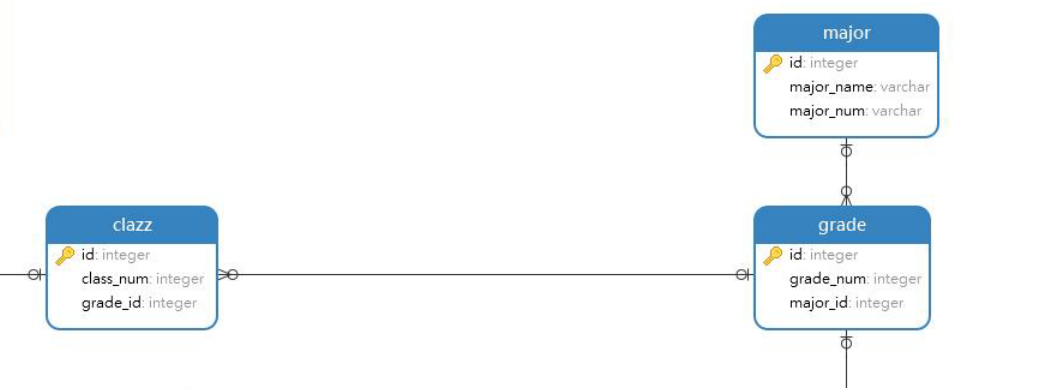 major
id: integer
major_name: varchar
major_num: varchar
clazz
id: integer
class_num: integer
grade_id: integer
grade
id: integer
grade_num: integer
major_id: integer